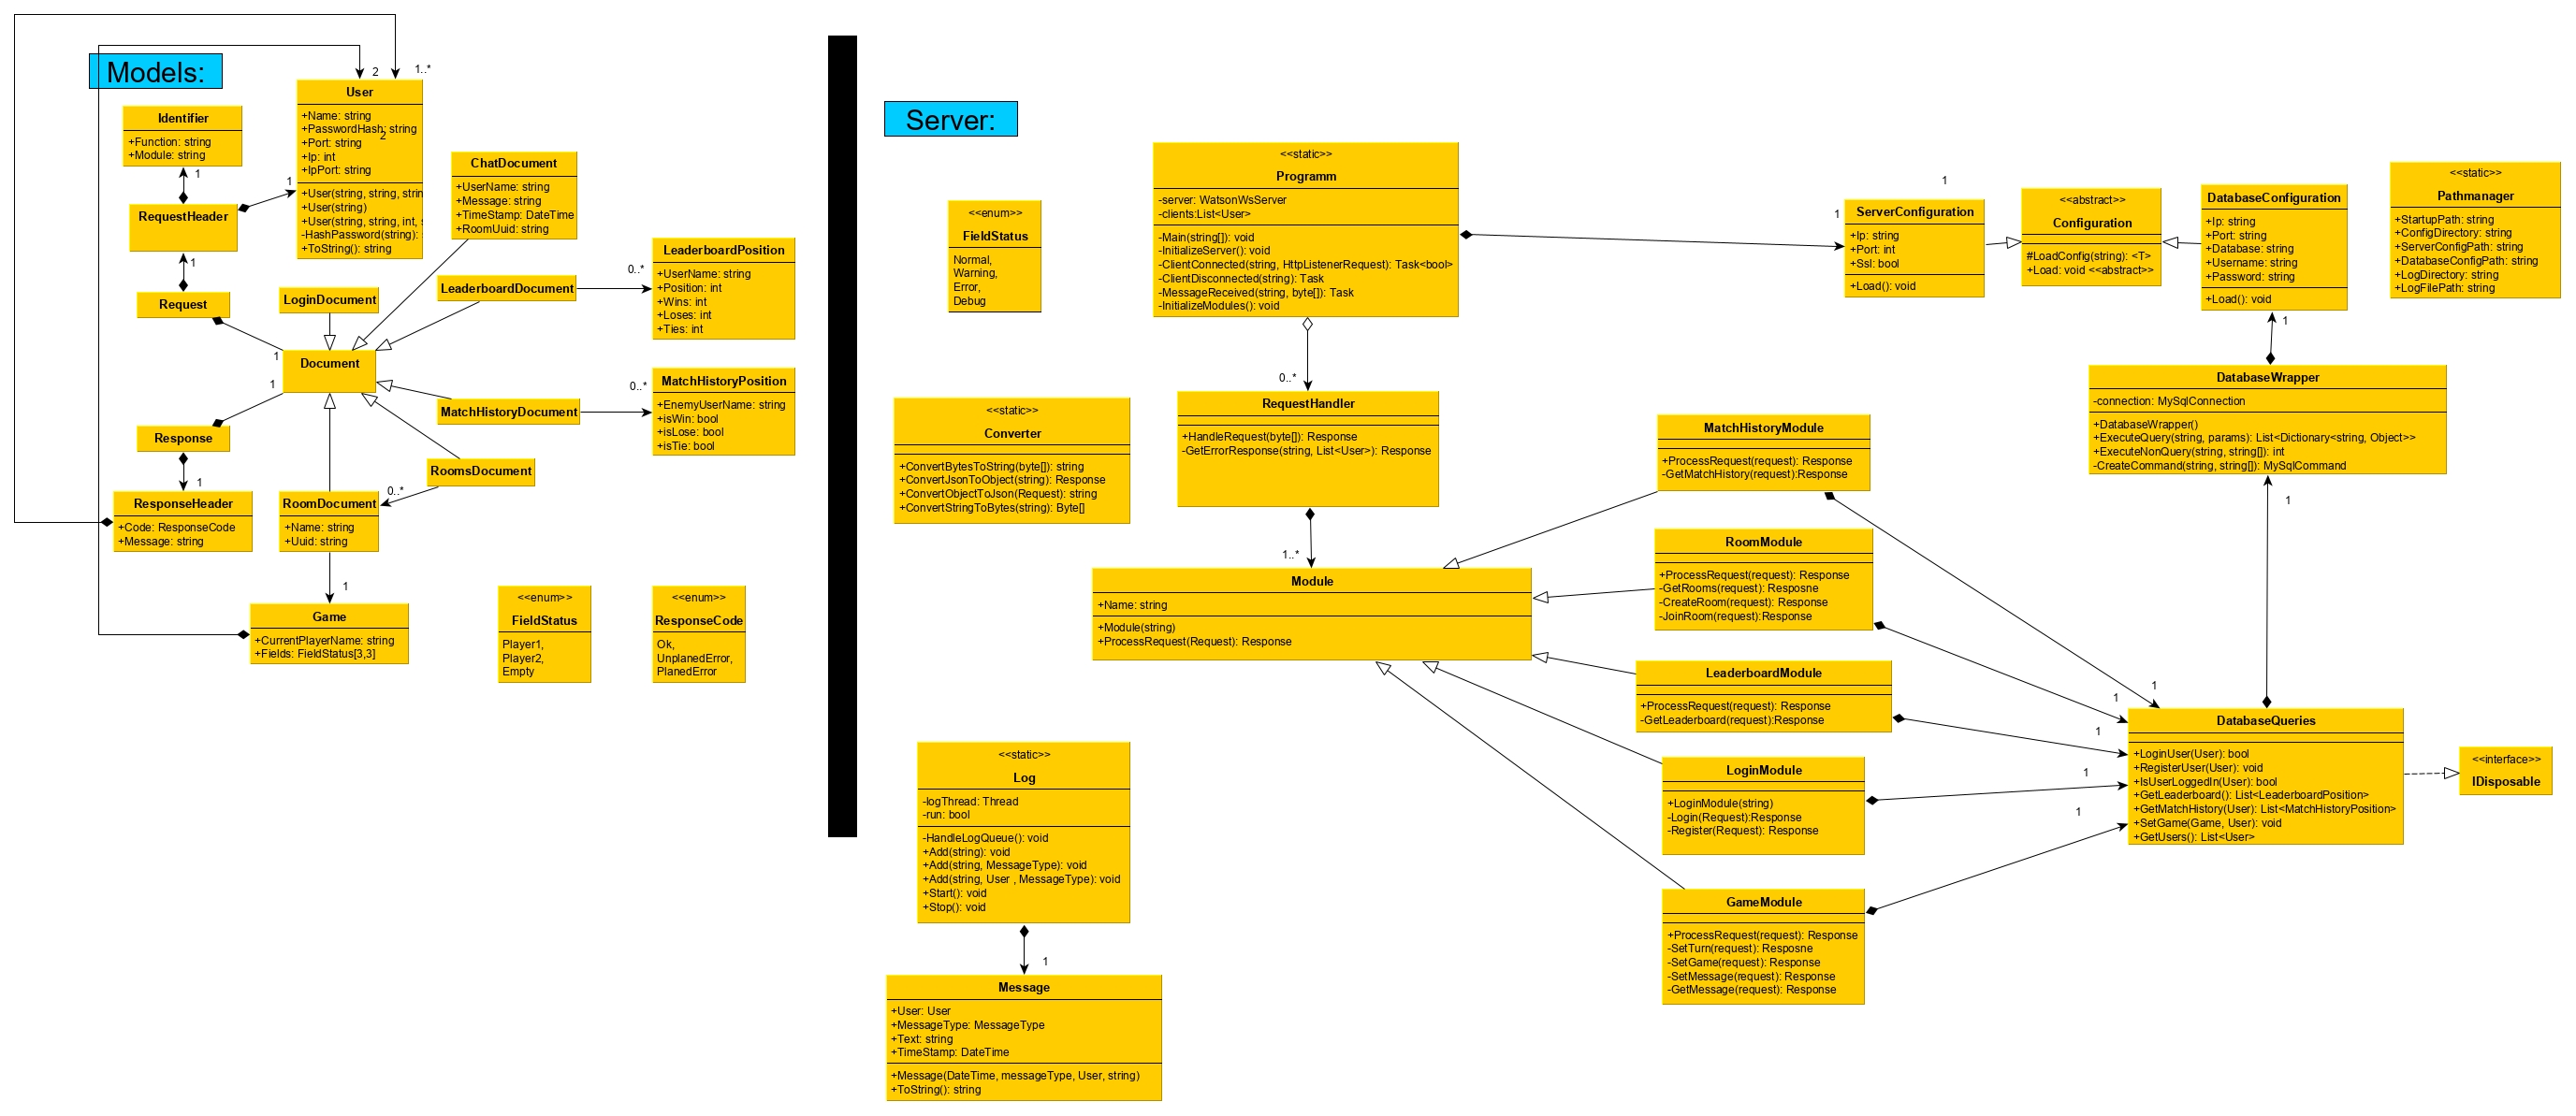 Models:
2
1..*
User
+Name: string
+PasswordHash: string
2
+Port: string
+Ip: int
+IpPort: string
+User(string, string, strin
+User(string)
+User(string, string, int, s
-HashPassword(string):
+ToString(): string
Identifier
+Function: string
+Module: string
1
1
RequestHeader
1
Request
ChatDocument
+UserName: string
+Message: string
+TimeStamp: DateTime
+RoomUuid: string
LoginDocument
LeaderboardDocument
0..*
LeaderboardPosition
+UserName: string
+Position: int
+Wins: int
+Loses: int
+Ties: int
1
Document
1
MatchHistoryDocument
0..*
MatchHistoryPosition
+EnemyUserName: string
+isWin: bool
+isLose: bool
+isTie: bool
Response
RoomsDocument
1
0..*
ResponseHeader
+Code: ResponseCode
+Message: string
RoomDocument
+Name: string
+Uuid: string
1
Game
+CurrentPlayerName: string
+Fields: FieldStatus[3,3]
<<enum>>
FieldStatus
Player1,
Player2,
Empty
<<enum>>
ResponseCode
Ok,
UnplanedError,
PlanedError
Server:
<<enum>>
FieldStatus
Normal,
Warning,
Error,
Debug
<<static>>
Programm
-server: WatsonWsServer
-clients:List<User>
-Main(string[]): void
-InitializeServer(): void
-ClientConnected(string, HttpListenerRequest): Task<bool>
-ClientDisconnected(string): Task
-MessageReceived(string, byte[]): Task
-InitializeModules(): void
1
1
ServerConfiguration
+Ip: string
+Port: int
+Ssl: bool
+Load(): void
<<abstract>>
Configuration
#LoadConfig(string): <T>
+Load: void <<abstract>>
DatabaseConfiguration
+Ip: string
+Port: string
+Database: string
+Username: string
+Password: string
+Load(): void
<<static>>
Pathmanager
+StartupPath: string
+ConfigDirectory: string
+ServerConfigPath: string
+DatabaseConfigPath: string
+LogDirectory: string
+LogFilePath: string
1
0..*
RequestHandler
+HandleRequest(byte[]): Response
-GetErrorResponse(string, List<User>): Response
<<static>>
Converter
+ConvertBytesToString(byte[]): string
+ConvertJsonToObject(string): Response
+ConvertObjectToJson(Request): string
+ConvertStringToBytes(string): Byte[]
DatabaseWrapper
-connection: MySqlConnection
+DatabaseWrapper()
+ExecuteQuery(string, params): List<Dictionary<string, Object>>
+ExecuteNonQuery(string, string[]): int
-CreateCommand(string, string[]): MySqlCommand
1
MatchHistoryModule
+ProcessRequest(request): Response
-GetMatchHistory(request):Response
1..*
Module
+Name: string
+Module(string)
+ProcessRequest(Request): Response
RoomModule
+ProcessRequest(request): Response
-GetRooms(request): Resposne
-CreateRoom(request): Response
-JoinRoom(request):Response
LeaderboardModule
+ProcessRequest(request): Response
-GetLeaderboard(request):Response
1
1
1
1
1
LoginModule
+LoginModule(string)
-Login(Request):Response
-Register(Request): Response
DatabaseQueries
+LoginUser(User): bool
+RegisterUser(User): void
+IsUserLoggedIn(User): bool
+GetLeaderboard(): List<LeaderboardPosition>
+GetMatchHistory(User): List<MatchHistoryPosition>
+SetGame(Game, User): void
+GetUsers(): List<User>
<<interface>>
IDisposable
<<static>>
Log
-logThread: Thread
-run: bool
-HandleLogQueue(): void
+Add(string): void
+Add(string, MessageType): void
+Add(string, User , MessageType): void
+Start(): void
+Stop(): void
1
GameModule
+ProcessRequest(request): Response
-SetTurn(request): Resposne
-SetGame(request): Response
-SetMessage(request): Response
-GetMessage(request): Response
Message
+User: User
+MessageType: MessageType
+Text: string
+TimeStamp: DateTime
+Message(DateTime, messageType, User, string)
+ToString(): string